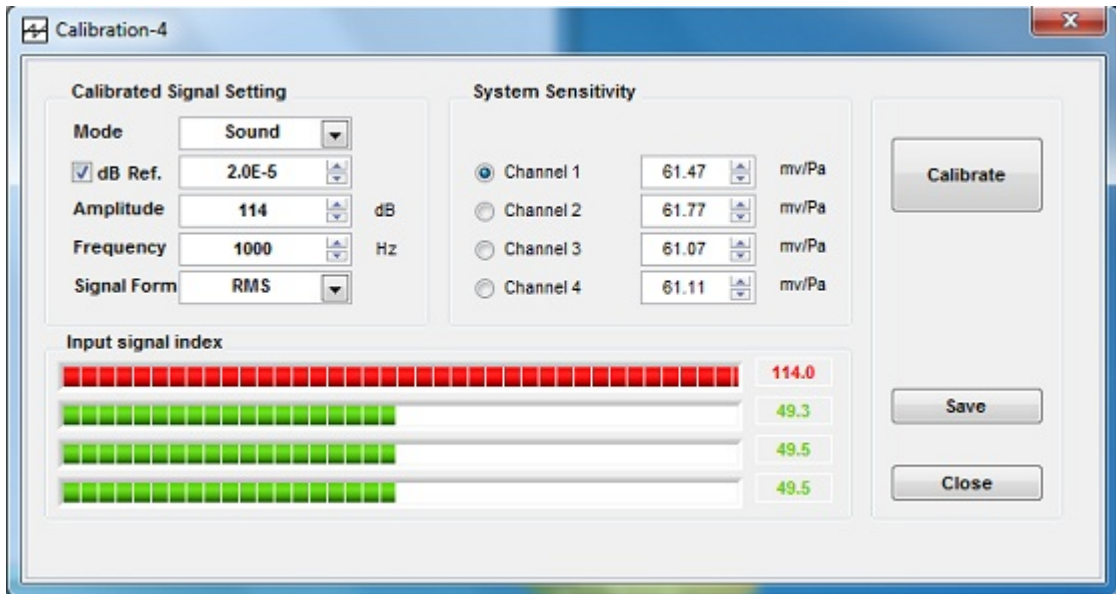 Calibration-4
Calibrated Signal Setting
Mode Sound
dB Ref. 2.0E-5
Amplitude 114 dB
Frequency 1000 Hz
Signal Form RMS
System Sensitivity
Channel 1 61.47 mv/Pa
Channel 2 61.77 mv/Pa
Channel 3 61.07 mv/Pa
Channel 4 61.11 mv/Pa
Calibrate
Input signal index
114.0
49.3
49.5
49.5
Save
Close